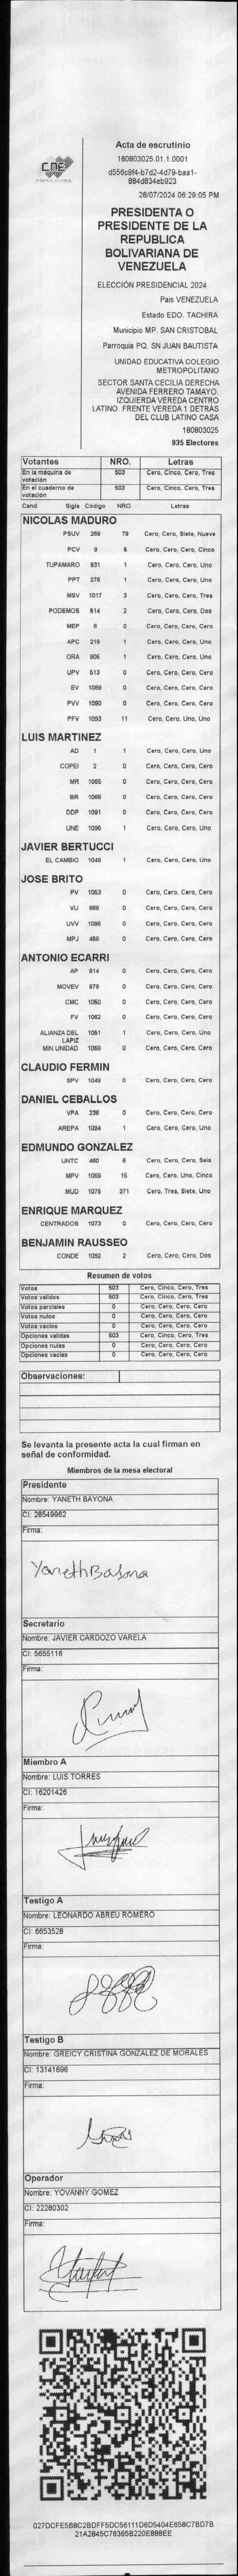 CNE
Acta de escrutinio
180803025.01.1.0001
d556c9f4-b7d2-4d79-baa1-
884d834eb923
28/07/2024 06:29:05 PM
PRESIDENTA O
PRESIDENTE DE LA
REPUBLICA
BOLIVARIANA DE
VENEZUELA
ELECCIÓN PRESIDENCIAL 2024
Pais VENEZUELA
Estado EDO. TACHIRA
Municipio MP. SAN CRISTOBAL
Parroquia PQ. SN JUAN BAUTISTA
UNIDAD EDUCATIVA COLEGIO
METROPOLITANO
SECTOR SANTA CECILIA DERECHA
AVENIDA FERRERO TAMAYO.
IZQUIERDA VEREDA CENTRO
LATINO. FRENTE VEREDA 1 DETRÁS
DEL CLUB LATINO CASA
180803025
935 Electores
Votantes NRO. Letras
En la máquina de votación 503 Cero, Cinco, Cero, Tres
En el cuaderno de votación 503 Cero, Cinco, Cero, Tres
Cand. Sigla Código NRO. Letras
NICOLAS MADURO
PSUV 269 79 Cero, Cero, Siete, Nueve
PCV 9 5 Cero, Cero, Cero, Cinco
TUPAMARO 931 1 Cero, Cero, Cero, Uno
PPT 276 1 Cero, Cero, Cero, Uno
MSV 1017 3 Cero, Cero, Cero, Tres
PODEMOS 514 2 Cero, Cero, Cero, Dos
MEP 6 0 Cero, Cero, Cero, Cero
APC 219 1 Cero, Cero, Cero, Uno
ORA 906 1 Cero, Cero, Cero, Uno
UPV 513 0 Cero, Cero, Cero, Cero
EV 1089 0 Cero, Cero, Cero, Cero
PVV 1090 0 Cero, Cero, Cero, Cero
PFV 1093 11 Cero, Cero, Uno, Uno
LUIS MARTINEZ
AD 1 1 Cero, Cero, Cero, Uno
COPEI 2 0 Cero, Cero, Cero, Cero
MR 1065 0 Cero, Cero, Cero, Cero
BR 1066 0 Cero, Cero, Cero, Cero
DDP 1091 0 Cero, Cero, Cero, Cero
UNE 1095 1 Cero, Cero, Cero, Uno
JAVIER BERTUCCI
EL CAMBIO 1048 1 Cero, Cero, Cero, Uno
JOSE BRITO
PV 1053 0 Cero, Cero, Cero, Cero
VU 868 0 Cero, Cero, Cero, Cero
UVV 1096 0 Cero, Cero, Cero, Cero
MPJ 458 0 Cero, Cero, Cero, Cero
ANTONIO ECARRI
AP 814 0 Cero, Cero, Cero, Cero
MOVEV 878 0 Cero, Cero, Cero, Cero
CMC 1050 0 Cero, Cero, Cero, Cero
FV 1062 0 Cero, Cero, Cero, Cero
ALIANZA DEL LAPIZ 1051 1 Cero, Cero, Cero, Uno
MIN UNIDAD 1069 0 Cero, Cero, Cero, Cero
CLAUDIO FERMIN
SPV 1049 0 Cero, Cero, Cero, Cero
DANIEL CEBALLOS
VPA 236 0 Cero, Cero, Cero, Cero
AREPA 1094 1 Cero, Cero, Cero, Uno
EDMUNDO GONZALEZ
UNTC 460 6 Cero, Cero, Cero, Seis
MPV 1059 15 Cero, Cero, Uno, Cinco
MUD 1075 371 Cero, Tres, Siete, Uno
ENRIQUE MARQUEZ
CENTRADOS 1073 0 Cero, Cero, Cero, Cero
BENJAMIN RAUSSEO
CONDE 1092 2 Cero, Cero, Cero, Dos
Resumen de votos
Votos 503 Cero, Cinco, Cero, Tres
Votos validos 503 Cero, Cinco, Cero, Tres
Votos parciales 0 Cero, Cero, Cero, Cero
Votos nulos 0 Cero, Cero, Cero, Cero
Votos vacios 0 Cero, Cero, Cero, Cero
Opciones validas 503 Cero, Cinco, Cero, Tres
Opciones nulas 0 Cero, Cero, Cero, Cero
Opciones vacias 0 Cero, Cero, Cero, Cero
Observaciones:
Se levanta la presente acta la cual firman en
señal de conformidad.
Miembros de la mesa electoral
Presidente
Nombre: YANETH BAYONA
CI: 28549962
Firma:
Yaneth Bayona
Secretario
Nombre: JAVIER CARDOZO VARELA
CI: 5655116
Firma:
Miembro A
Nombre: LUIS TORRES
CI: 16201426
Firma:
Testigo A
Nombre: LEONARDO ABREU ROMERO
CI: 6653528
Firma:
Testigo B
Nombre: GREICY CRISTINA GONZALEZ DE MORALES
CI: 13141696
Firma:
Operador
Nombre: YOVANNY GOMEZ
CI: 22280302
Firma:
027DCFE5B8C2BDFF5DC56111D6D5404E658C7BD7B
21A2845C76365B220E888EE